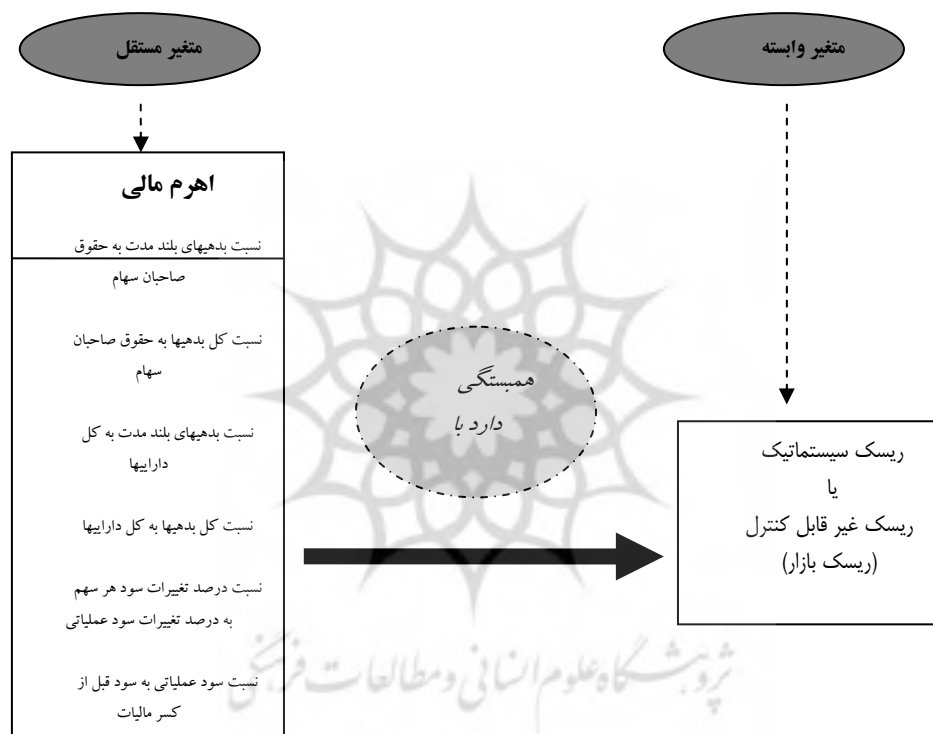 متغیر مستقل
متغیر وابسته
اهرم مالی
نسبت بدهیهای بلند مدت به حقوق
صاحبان سهام
نسبت کل بدهیها به حقوق صاحبان
سهام
نسبت بدهیهای بلند مدت به کل
داراییها
نسبت کل بدهیها به کل داراییها
نسبت درصد تغییرات سود هر سهم
به درصد تغییرات سود عملیاتی
نسبت سود عملیاتی به سود قبل از
کسر مالیات
همبستگی
دارد با
ریسک سیستماتیک
یا
ریسک غیر قابل کنترل
(ریسک بازار)
پژوهشگاه علوم انسانی و مطالعات فرهنگی